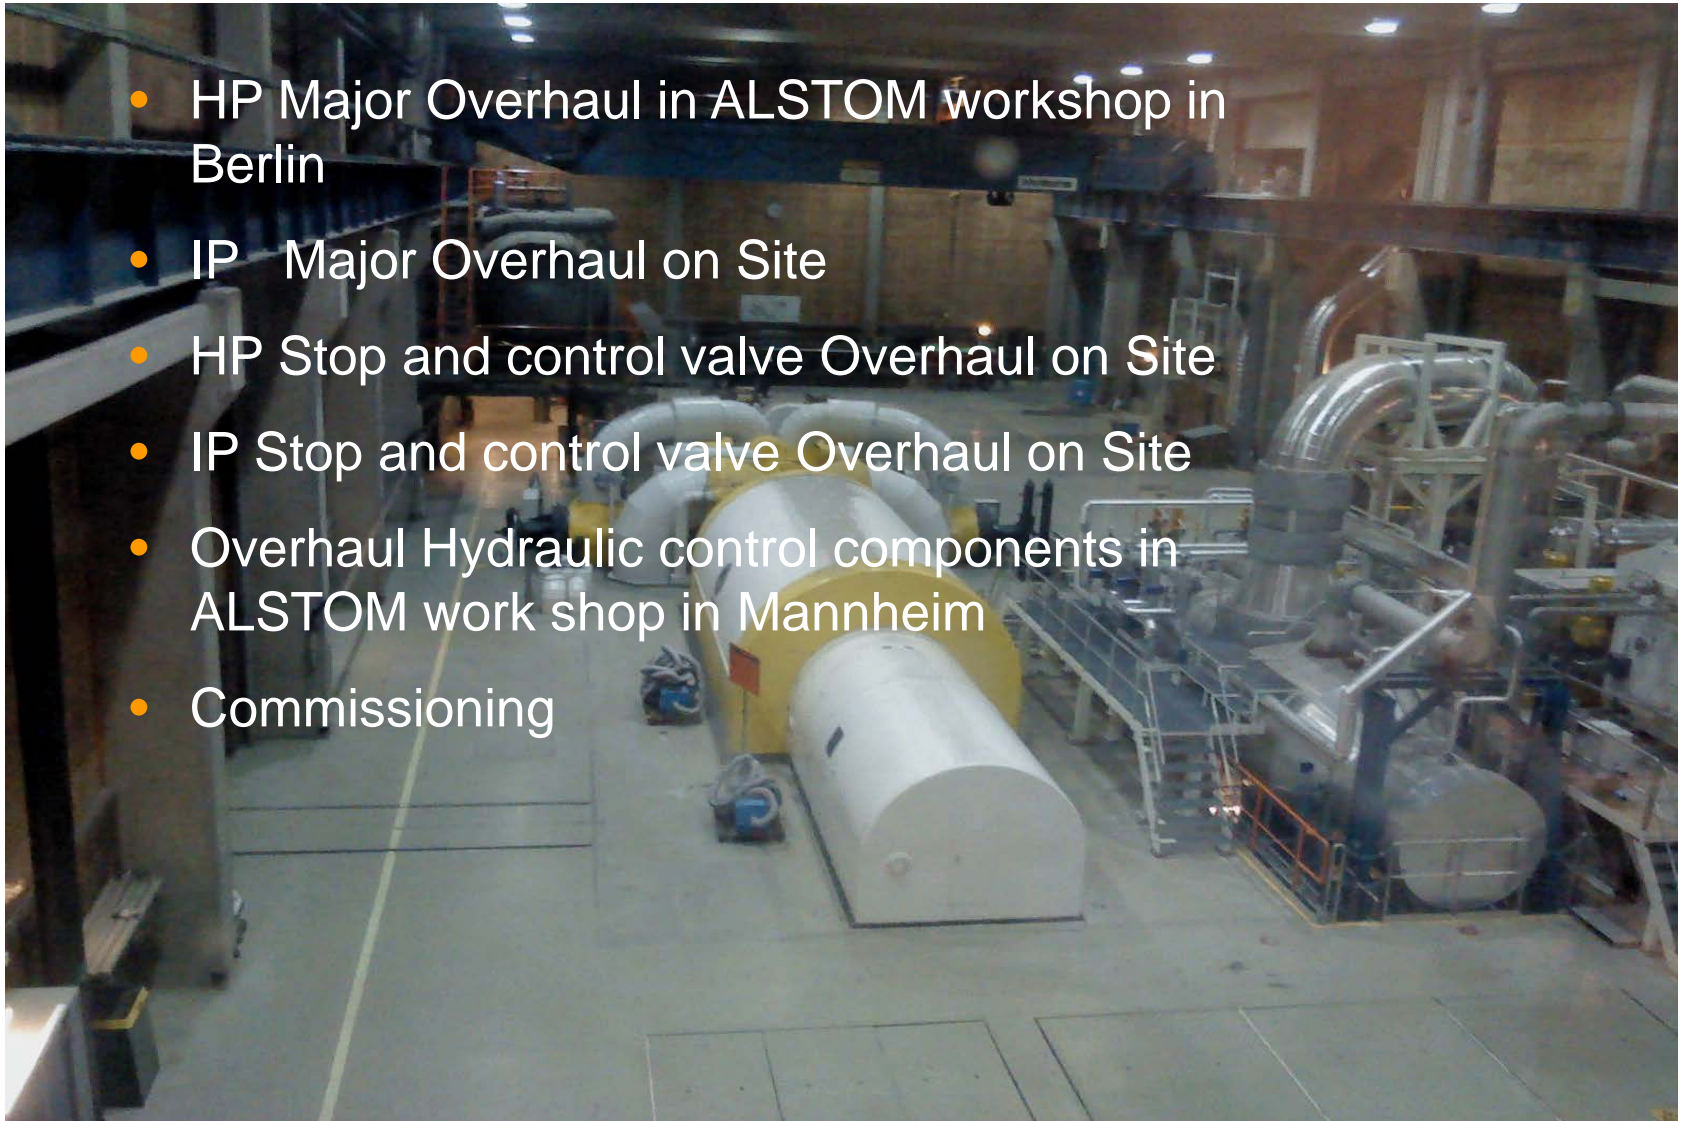 • HP Major Overhaul in ALSTOM workshop in
Berlin
• IP Major Overhaul on Site
• HP Stop and control valve Overhaul on Site
• IP Stop and control valve Overhaul on Site
• Overhaul Hydraulic control components in
ALSTOM work shop in Mannheim
• Commissioning